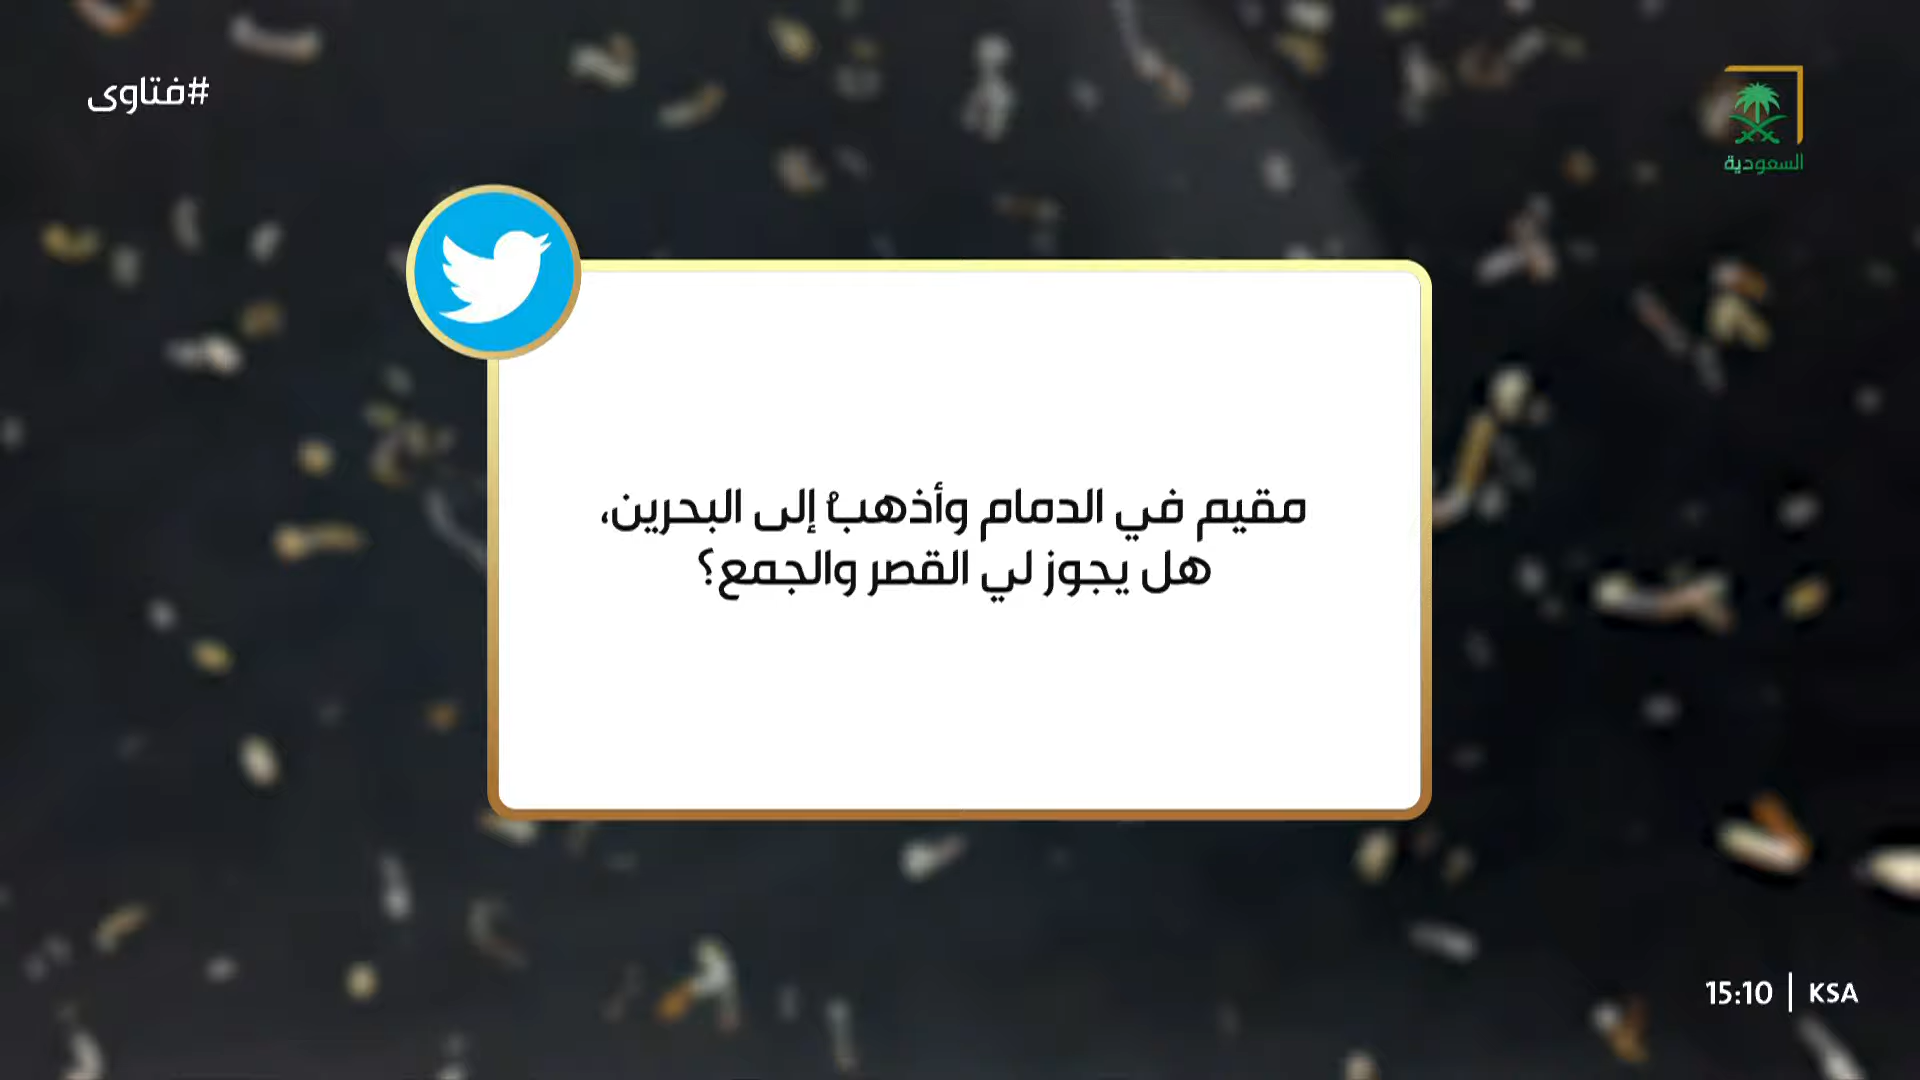 #فتاوى
السعودية
مقيم في الدمام وأذهبُ إلى البحرين،
هل يجوز لي القصر والجمع؟
15:10 | KSA